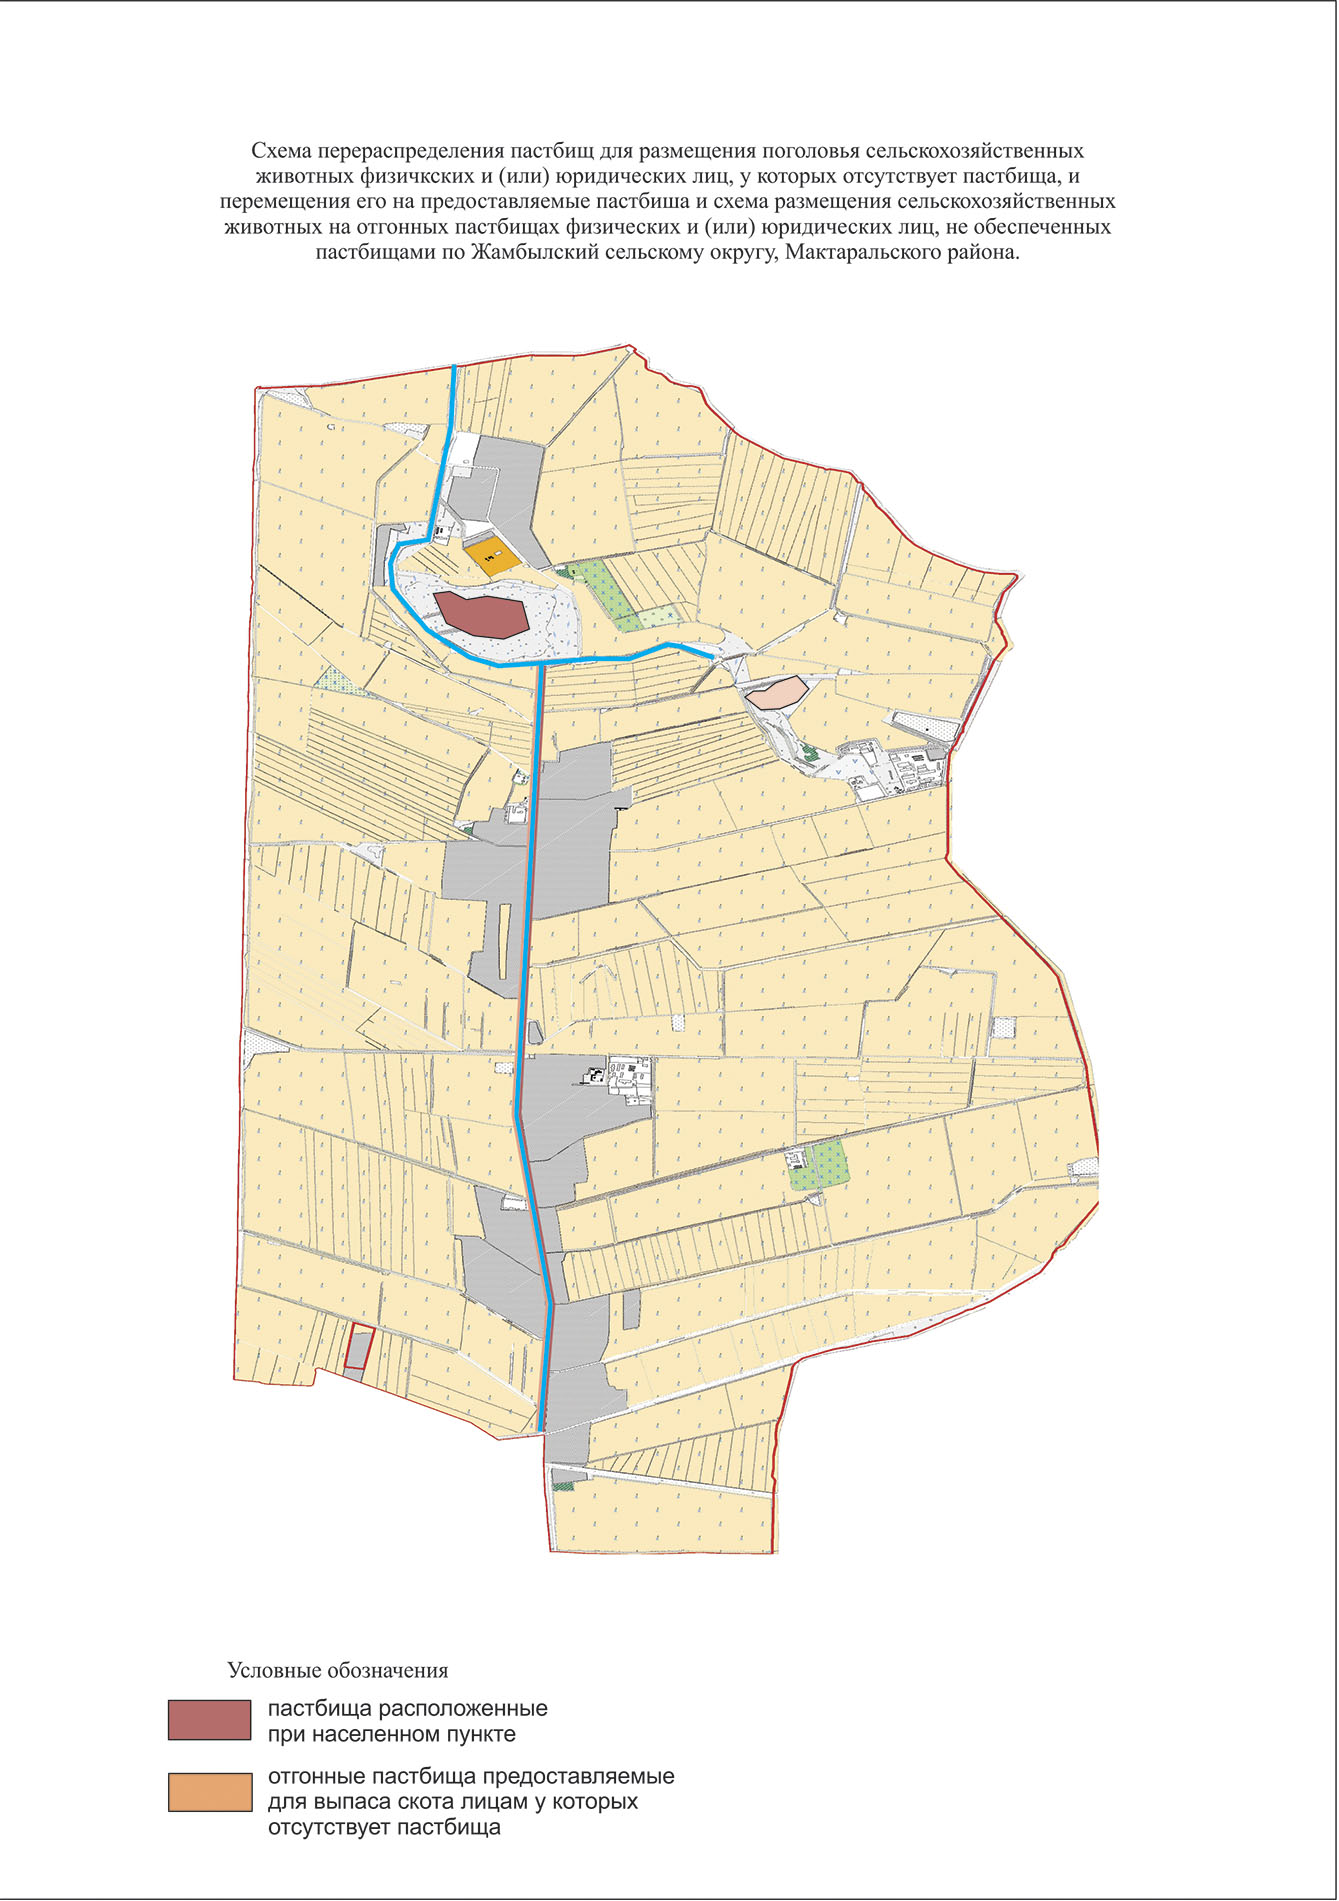 Схема перераспределения пастбищ для размещения поголовья сельскохозяйственных
животных физичкских и (или) юридических лиц, у которых отсутствует пастбища, и
перемещения его на предоставляемые пастбиша и схема размещения сельскохозяйственных
животных на отгонных пастбищах физических и (или) юридических лиц, не обеспеченных
пастбищами по Жамбылский сельскому округу, Мактаральского района.
Условные обозначения
пастбища расположенные
при населенном пункте
отгонные пастбища предоставляемые
для выпаса скота лицам у которых
отсутствует пастбища